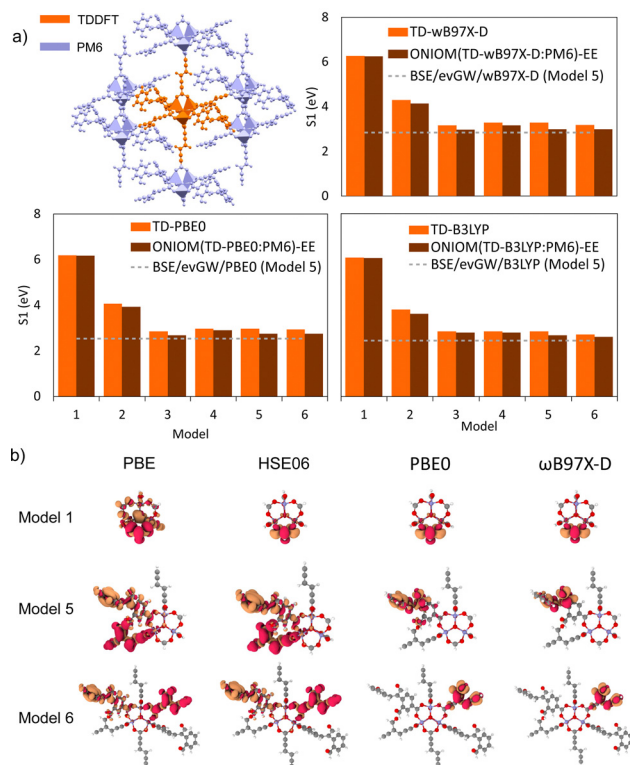 a)
TDDFT
PM6
S1 (eV)
8
6
4
2
0
TD-wB97X-D
ONIOM(TD-wB97X-D:PM6)-EE
BSE/evGW/wB97X-D (Model 5)
S1 (eV)
8
6
4
2
0
TD-PBE0
ONIOM(TD-PBE0:PM6)-EE
BSE/evGW/PBE0 (Model 5)
1 2 3 4 5 6
Model
S1 (eV)
8
6
4
2
0
TD-B3LYP
ONIOM(TD-B3LYP:PM6)-EE
BSE/evGW/B3LYP (Model 5)
1 2 3 4 5 6
Model
b)
PBE HSE06 PBE0 ωB97X-D
Model 1
Model 5
Model 6